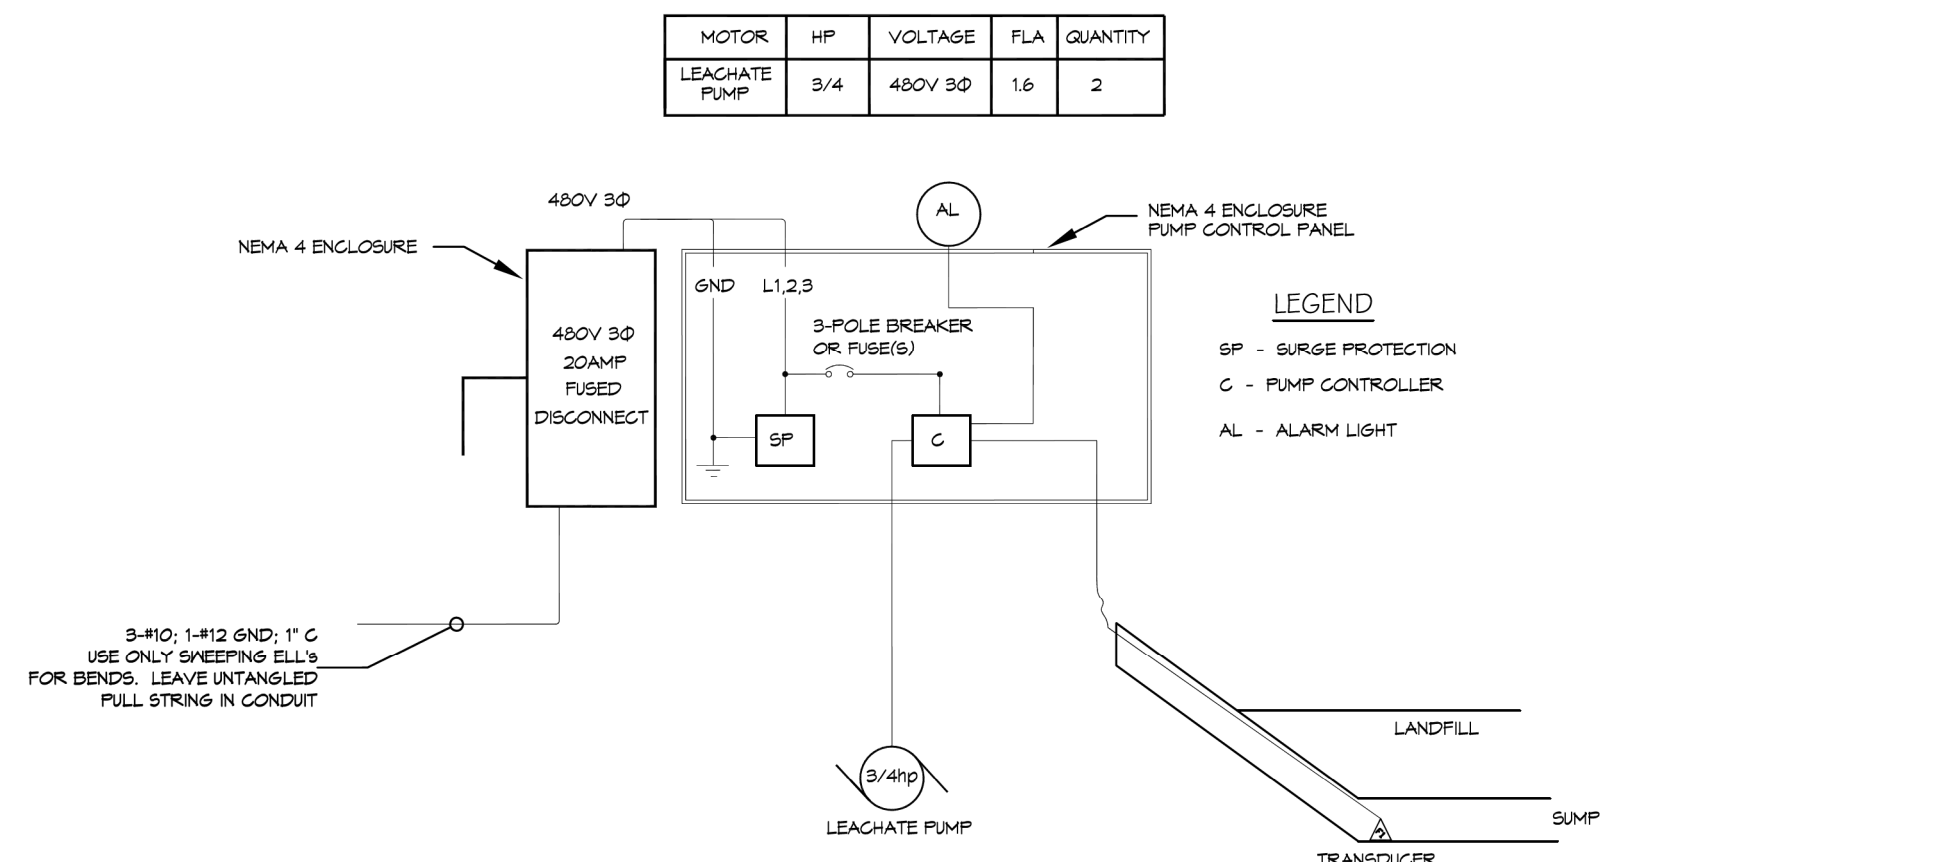 MOTOR HP VOLTAGE FLA QUANTITY
LEACHATE
PUMP
3/4 480V 3Φ 1.6 2
480V 3Φ
AL
NEMA 4 ENCLOSURE
PUMP CONTROL PANEL
NEMA 4 ENCLOSURE
GND L1,2,3
LEGEND
SP - SURGE PROTECTION
C - PUMP CONTROLLER
AL - ALARM LIGHT
3-POLE BREAKER
OR FUSE(S)
480V 3Φ
20AMP
FUSED
DISCONNECT
SP
C
3-#10; 1-#12 GND; 1" C
USE ONLY SWEEPING ELL's
FOR BENDS. LEAVE UNTANGLED
PULL STRING IN CONDUIT
3/4hp
LEACHATE PUMP
LANDFILL
SUMP
TRANSDUCER